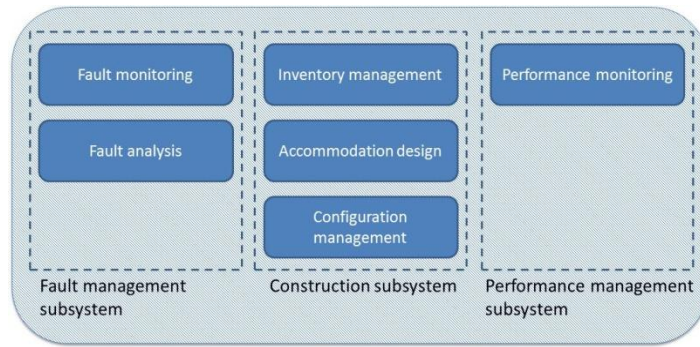 Fault monitoring
Fault analysis
Fault management
subsystem
Inventory management
Accommodation design
Configuration
management
Construction subsystem
Performance monitoring
Performance management
subsystem